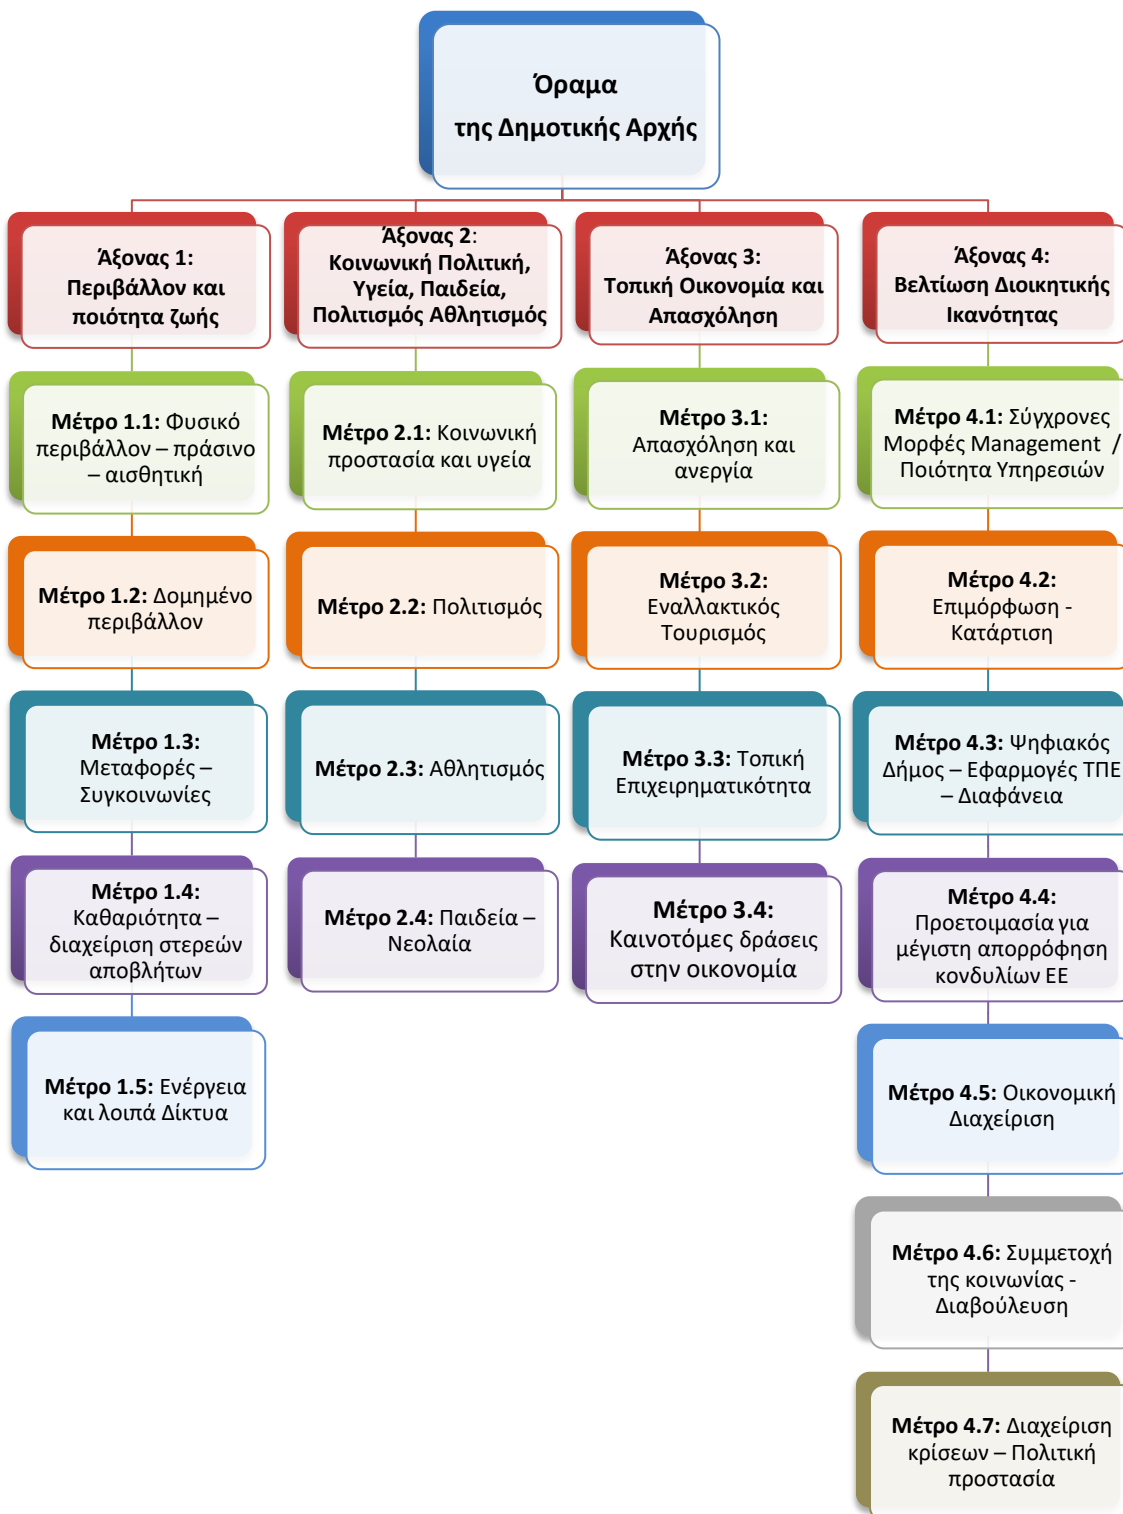 Όραμα
της Δημοτικής Αρχής
Άξονας 1:
Περιβάλλον και
ποιότητα ζωής
Μέτρο 1.1: Φυσικό
περιβάλλον – πράσινο
– αισθητική
Μέτρο 1.2: Δομημένο
περιβάλλον
Μέτρο 1.3:
Μεταφορές –
Συγκοινωνίες
Μέτρο 1.4:
Καθαριότητα –
διαχείριση στερεών
αποβλήτων
Μέτρο 1.5: Ενέργεια
και λοιπά Δίκτυα
Άξονας 2:
Κοινωνική Πολιτική,
Υγεία, Παιδεία,
Πολιτισμός Αθλητισμός
Μέτρο 2.1: Κοινωνική
προστασία και υγεία
Μέτρο 2.2: Πολιτισμός
Μέτρο 2.3: Αθλητισμός
Μέτρο 2.4: Παιδεία –
Νεολαία
Άξονας 3:
Τοπική Οικονομία και
Απασχόληση
Μέτρο 3.1:
Απασχόληση και
ανεργία
Μέτρο 3.2:
Εναλλακτικός
Τουρισμός
Μέτρο 3.3: Τοπική
Επιχειρηματικότητα
Μέτρο 3.4:
Καινοτόμες δράσεις
στην οικονομία
Άξονας 4:
Βελτίωση Διοικητικής
Ικανότητας
Μέτρο 4.1: Σύγχρονες
Μορφές Management /
Ποιότητα Υπηρεσιών
Μέτρο 4.2:
Επιμόρφωση -
Κατάρτιση
Μέτρο 4.3: Ψηφιακός
Δήμος – Εφαρμογές ΤΠΕ
– Διαφάνεια
Μέτρο 4.4:
Προετοιμασία για
μέγιστη απορρόφηση
κονδυλίων ΕΕ
Μέτρο 4.5: Οικονομική
Διαχείριση
Μέτρο 4.6: Συμμετοχή
της κοινωνίας -
Διαβούλευση
Μέτρο 4.7: Διαχείριση
κρίσεων – Πολιτική
προστασία